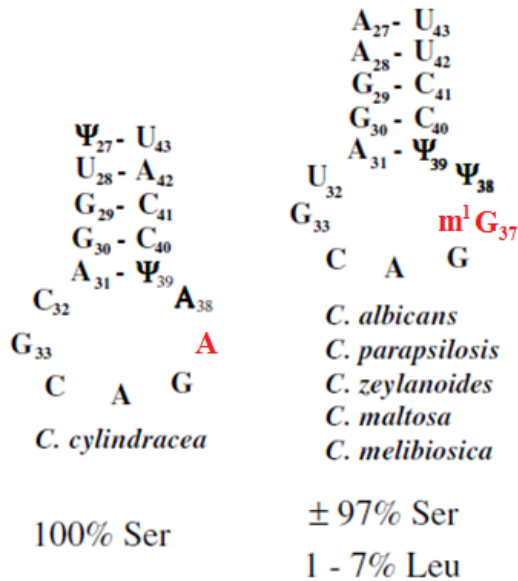 Ψ27- U43
U28- A42
G29- C41
G30- C40
A31- Ψ39
C32 A38
G33 A
C A G
C. cylindracea
100% Ser
A27- U43
A28- U42
G29- C41
G30- C40
A31- Ψ39
U32 Ψ38
G33 m¹G37
C A G
C. albicans
C. parapsilosis
C. zeylanoides
C. maltosa
C. melibiosica
± 97% Ser
1 - 7% Leu